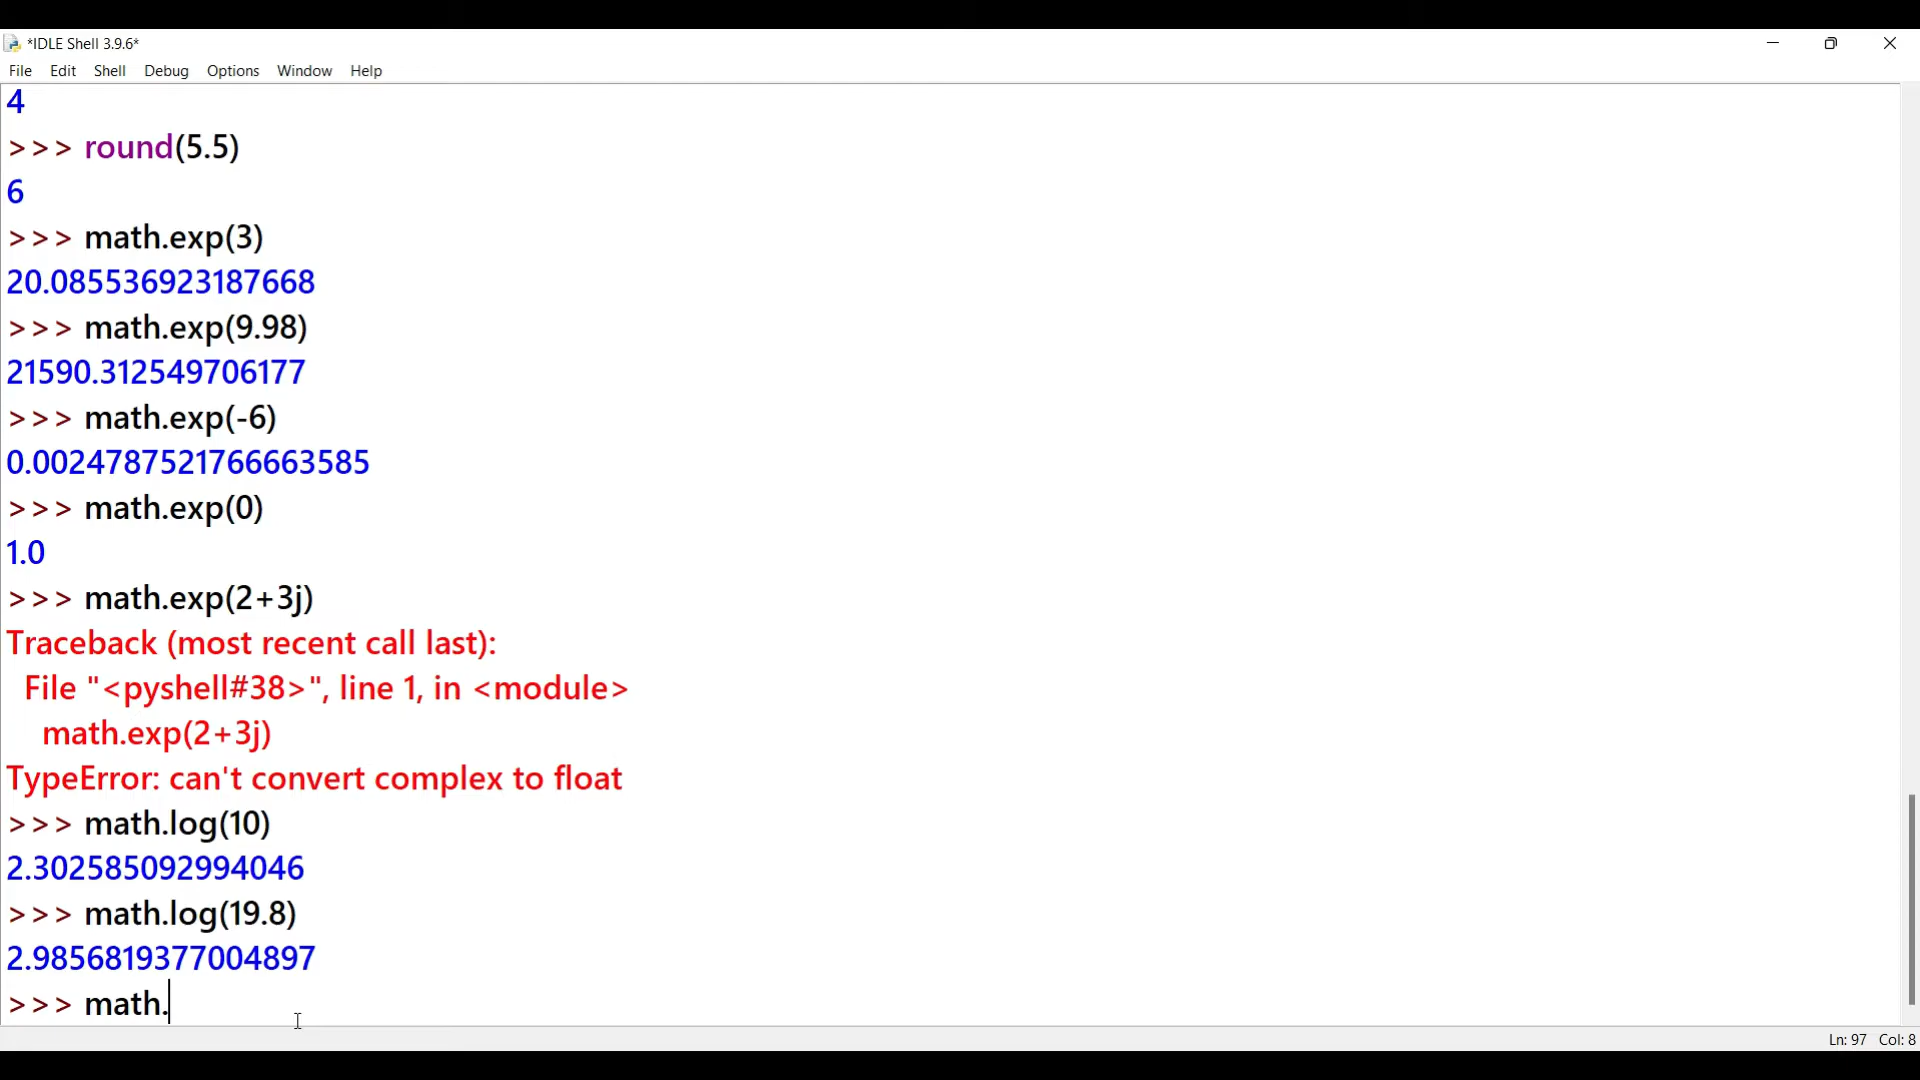 *IDLE Shell 3.9.6*
File Edit Shell Debug Options Window Help
4
>>> round(5.5)
6
>>> math.exp(3)
20.085536923187668
>>> math.exp(9.98)
21590.312549706177
>>> math.exp(-6)
0.0024787521766663585
>>> math.exp(0)
1.0
>>> math.exp(2+3j)
Traceback (most recent call last):
  File "<pyshell#38>", line 1, in <module>
    math.exp(2+3j)
TypeError: can't convert complex to float
>>> math.log(10)
2.302585092994046
>>> math.log(19.8)
2.9856819377004897
>>> math.
Ln: 97 Col: 8